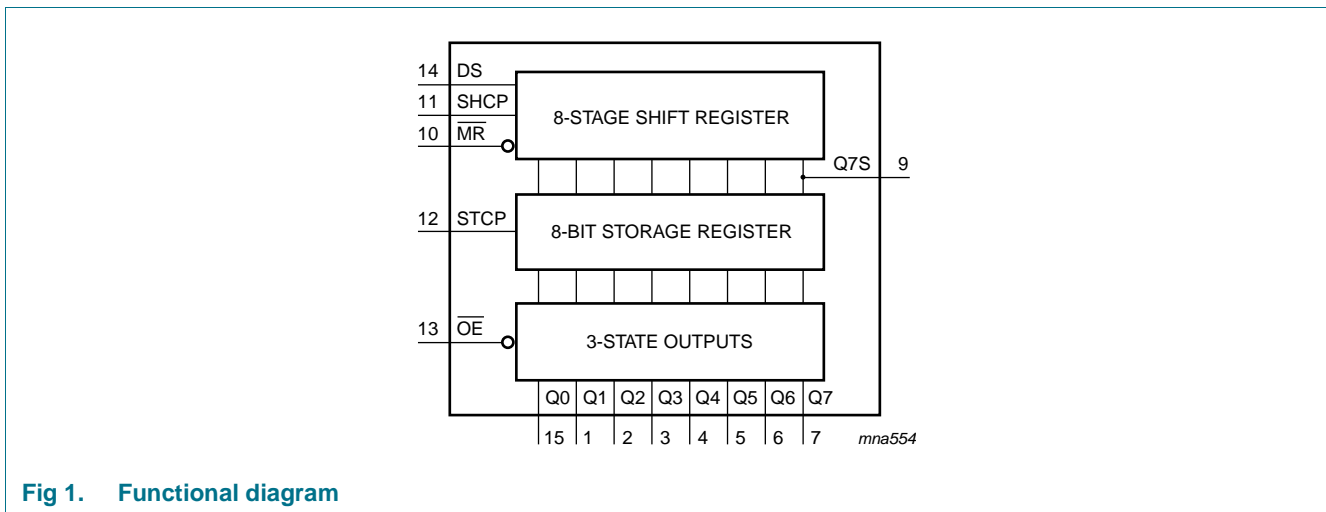 14 DS
11 SHCP
8-STAGE SHIFT REGISTER
10 M̅R̅
Q7S 9
12 STCP
8-BIT STORAGE REGISTER
13 O̅E̅
3-STATE OUTPUTS
Q0 Q1 Q2 Q3 Q4 Q5 Q6 Q7
15 1 2 3 4 5 6 7 mna554
Fig 1. Functional diagram